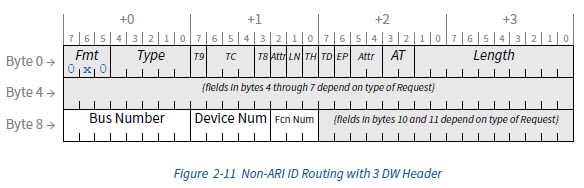 +0 +1 +2 +3
7 6 5 4 3 2 1 0 7 6 5 4 3 2 1 0 7 6 5 4 3 2 1 0 7 6 5 4 3 2 1 0
Byte 0 → Fmt Type T9 TC T8 Attr LN TH TD EP Attr AT Length
0 x 0
Byte 4 → {fields in bytes 4 through 7 depend on type of Request}
Byte 8 → Bus Number Device Num Fcn Num {fields in bytes 10 and 11 depend on type of Request}
Figure 2-11 Non-ARI ID Routing with 3 DW Header